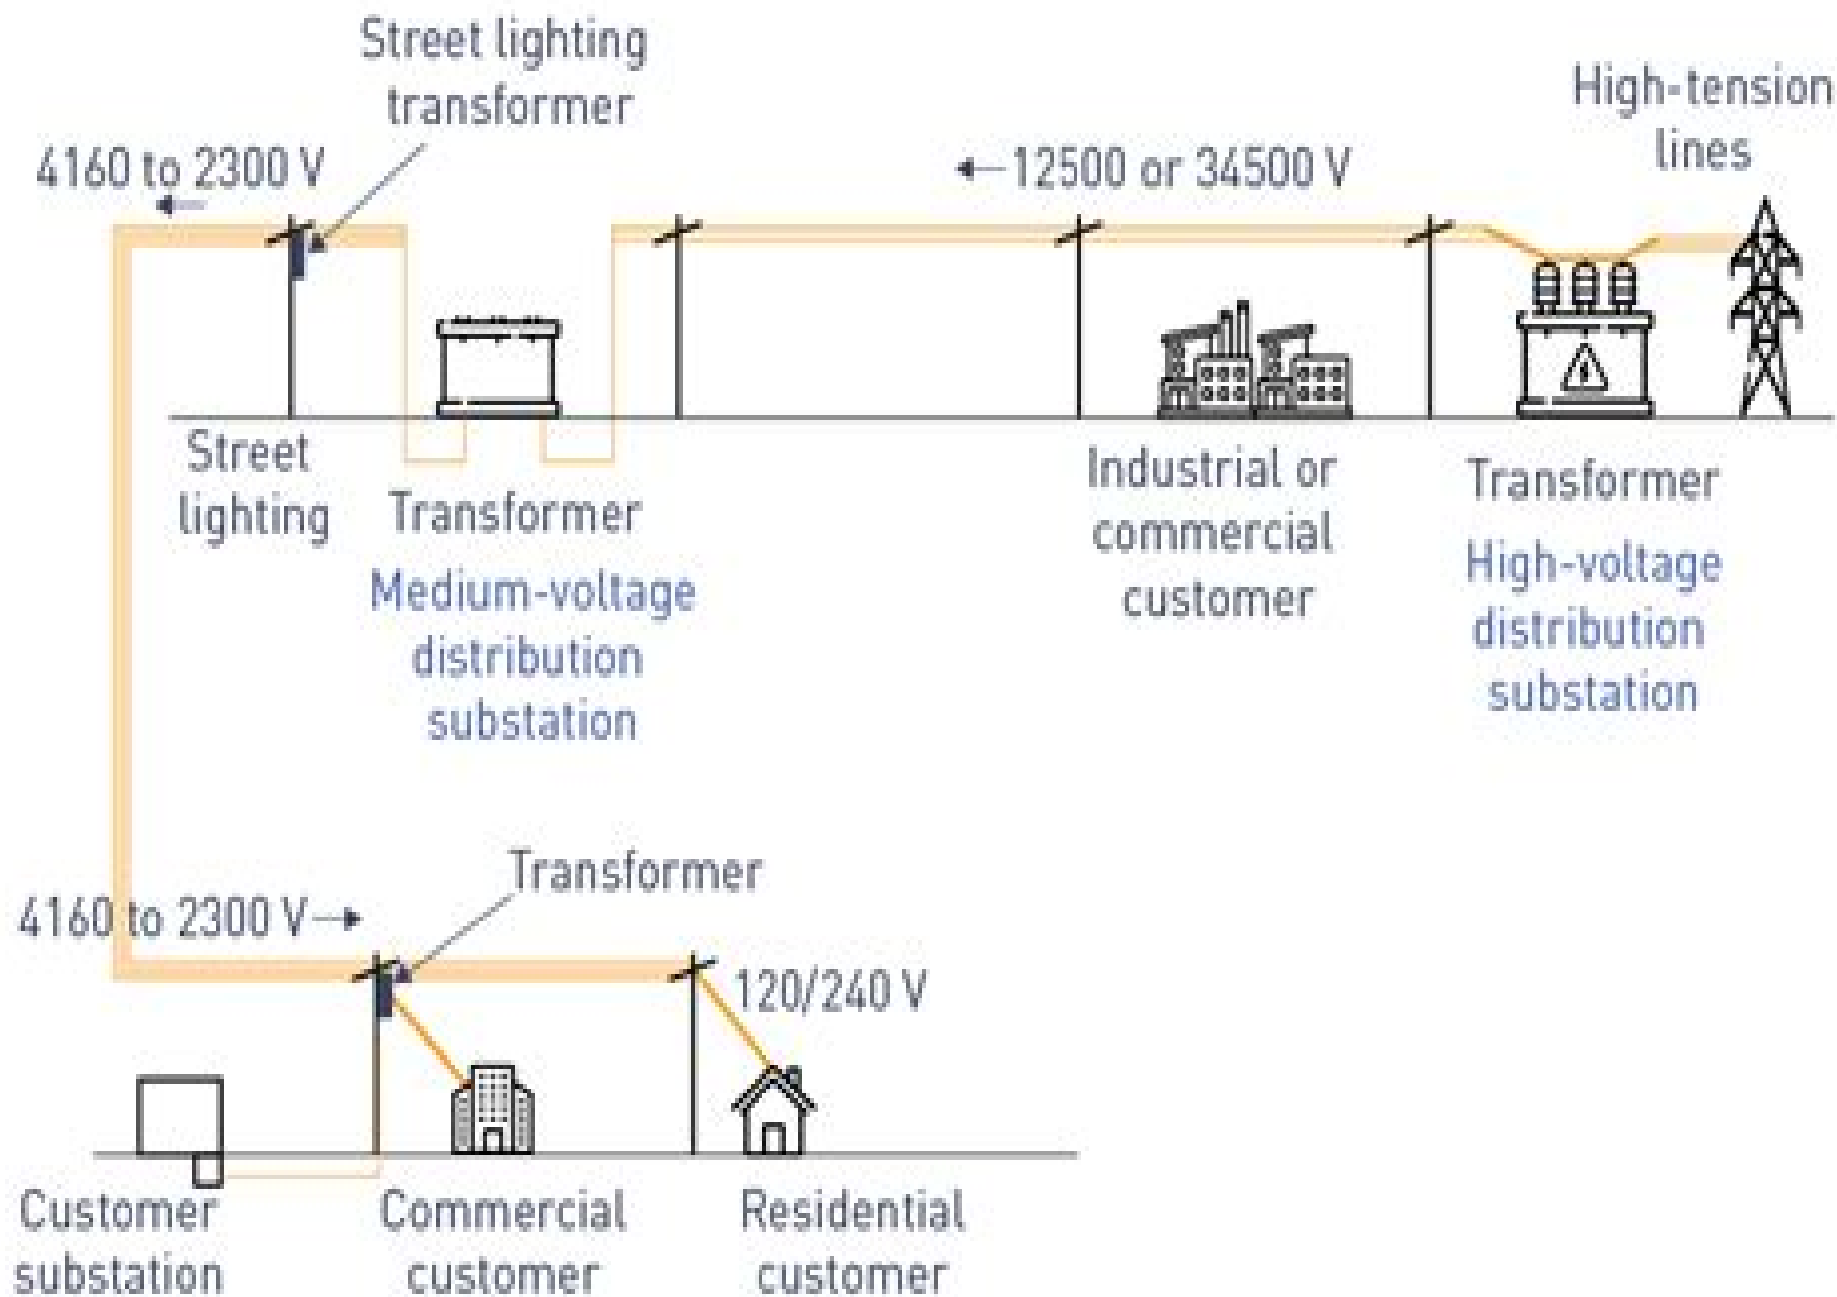 Street lighting
transformer
High-tension
lines
4160 to 2300 V
12500 or 34500 V
Street
lighting
Transformer
Medium-voltage
distribution
substation
Industrial or
commercial
customer
Transformer
High-voltage
distribution
substation
Transformer
4160 to 2300 V
120/240 V
Customer
substation
Commercial
customer
Residential
customer